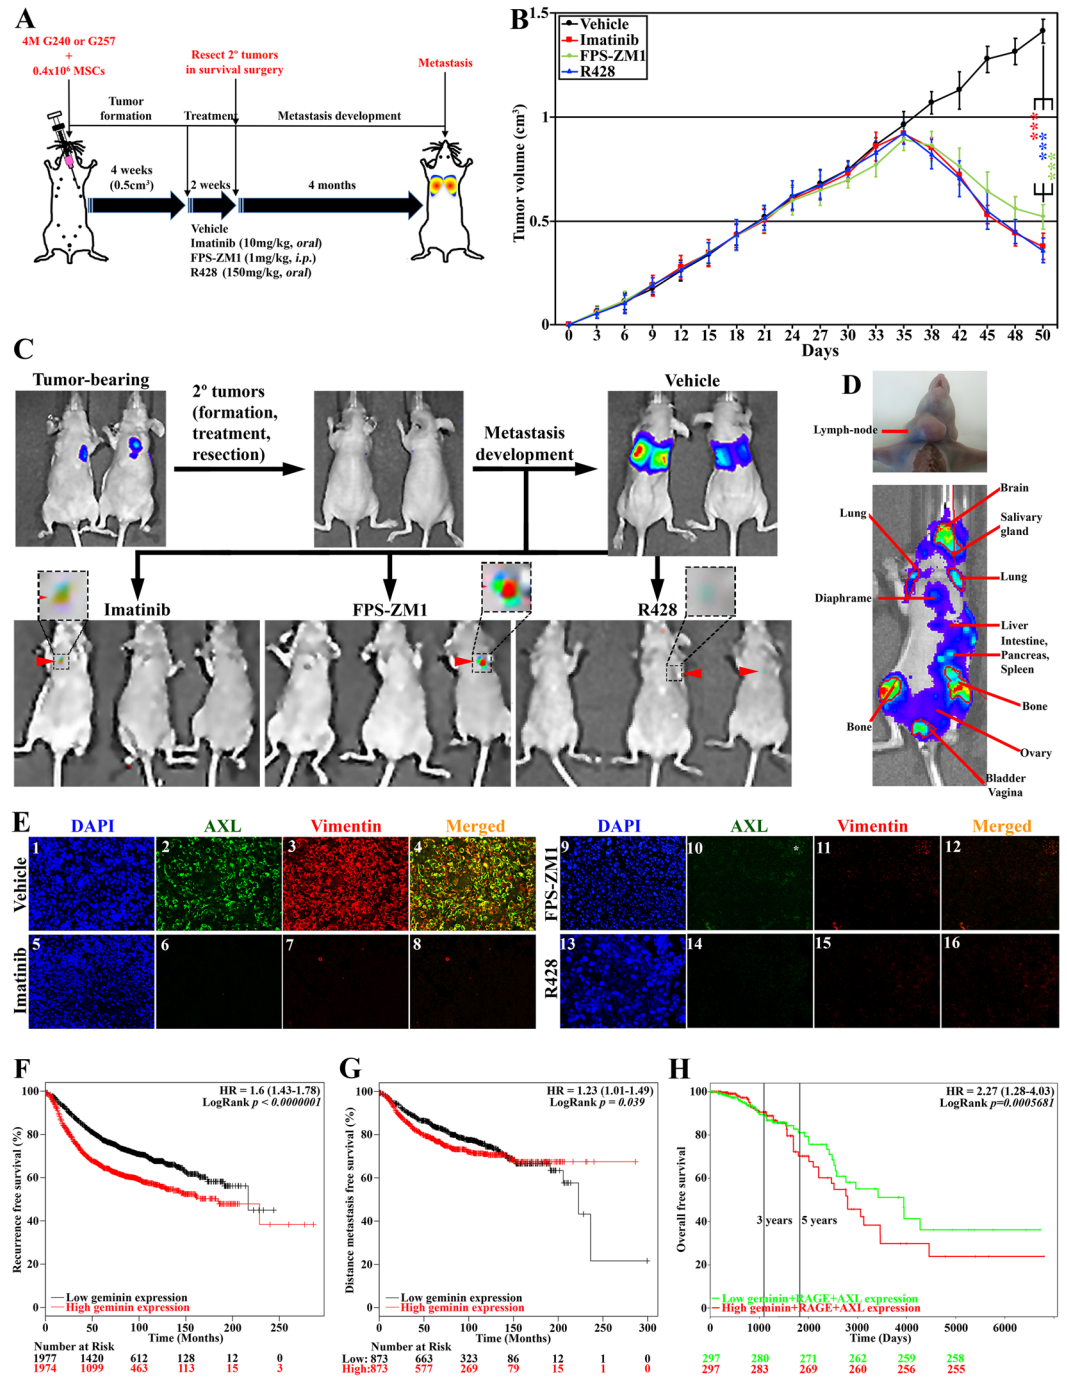 A
4M G240 or G257
+
0.4x10⁶ MSCs
Resect 2º tumors
in survival surgery
Metastasis
Tumor
formation
Treatment
Metastasis development
4 weeks
(0.5cm³)
2 weeks
4 months
Vehicle
Imatinib (10mg/kg, oral)
FPS-ZM1 (1mg/kg, i.p.)
R428 (150mg/kg, oral)
B
Tumor volume (cm³)
1.5
1
0.5
0
Vehicle
Imatinib
FPS-ZM1
R428
***
***
***
0 3 6 9 12 15 18 21 24 27 30 33 35 38 42 45 48 50
Days
C
Tumor-bearing
2º tumors
(formation,
treatment,
resection)
Metastasis
development
Vehicle
Imatinib
FPS-ZM1
R428
D
Lymph-node
Brain
Lung
Salivary
gland
Lung
Diaphrame
Liver
Intestine,
Pancreas,
Spleen
Bone
Bone
Ovary
Bladder
Vagina
E
DAPI AXL Vimentin Merged
DAPI AXL Vimentin Merged
Vehicle
1 2 3 4
FPS-ZM1
9 10 * 11 12
Imatinib
5 6 7 8
R428
13 14 15 16
F
HR = 1.6 (1.43-1.78)
LogRank p < 0.0000001
Recurrence free survival (%)
100
80
60
40
20
0
Low geminin expression
High geminin expression
0 50 100 150 200 250
Time (Months)
Number at Risk
1977 1420 612 128 12 0
1974 1099 463 113 15 3
G
HR = 1.23 (1.01-1.49)
LogRank p = 0.039
Distance metastasis free survival (%)
100
80
60
40
20
0
Low geminin expression
High geminin expression
0 50 100 150 200 250 300
Time (Months)
Number at Risk
Low: 873 663 323 86 12 1 0
High: 873 577 269 79 15 1 0
H
HR = 2.27 (1.28-4.03)
LogRank p=0.0005681
Overall free survival
100
80
60
40
20
0
3 years
5 years
Low geminin+RAGE+AXL expression
High geminin+RAGE+AXL expression
0 1000 2000 3000 4000 5000 6000
Time (Days)
297 280 271 262 259 258
297 283 269 260 256 255